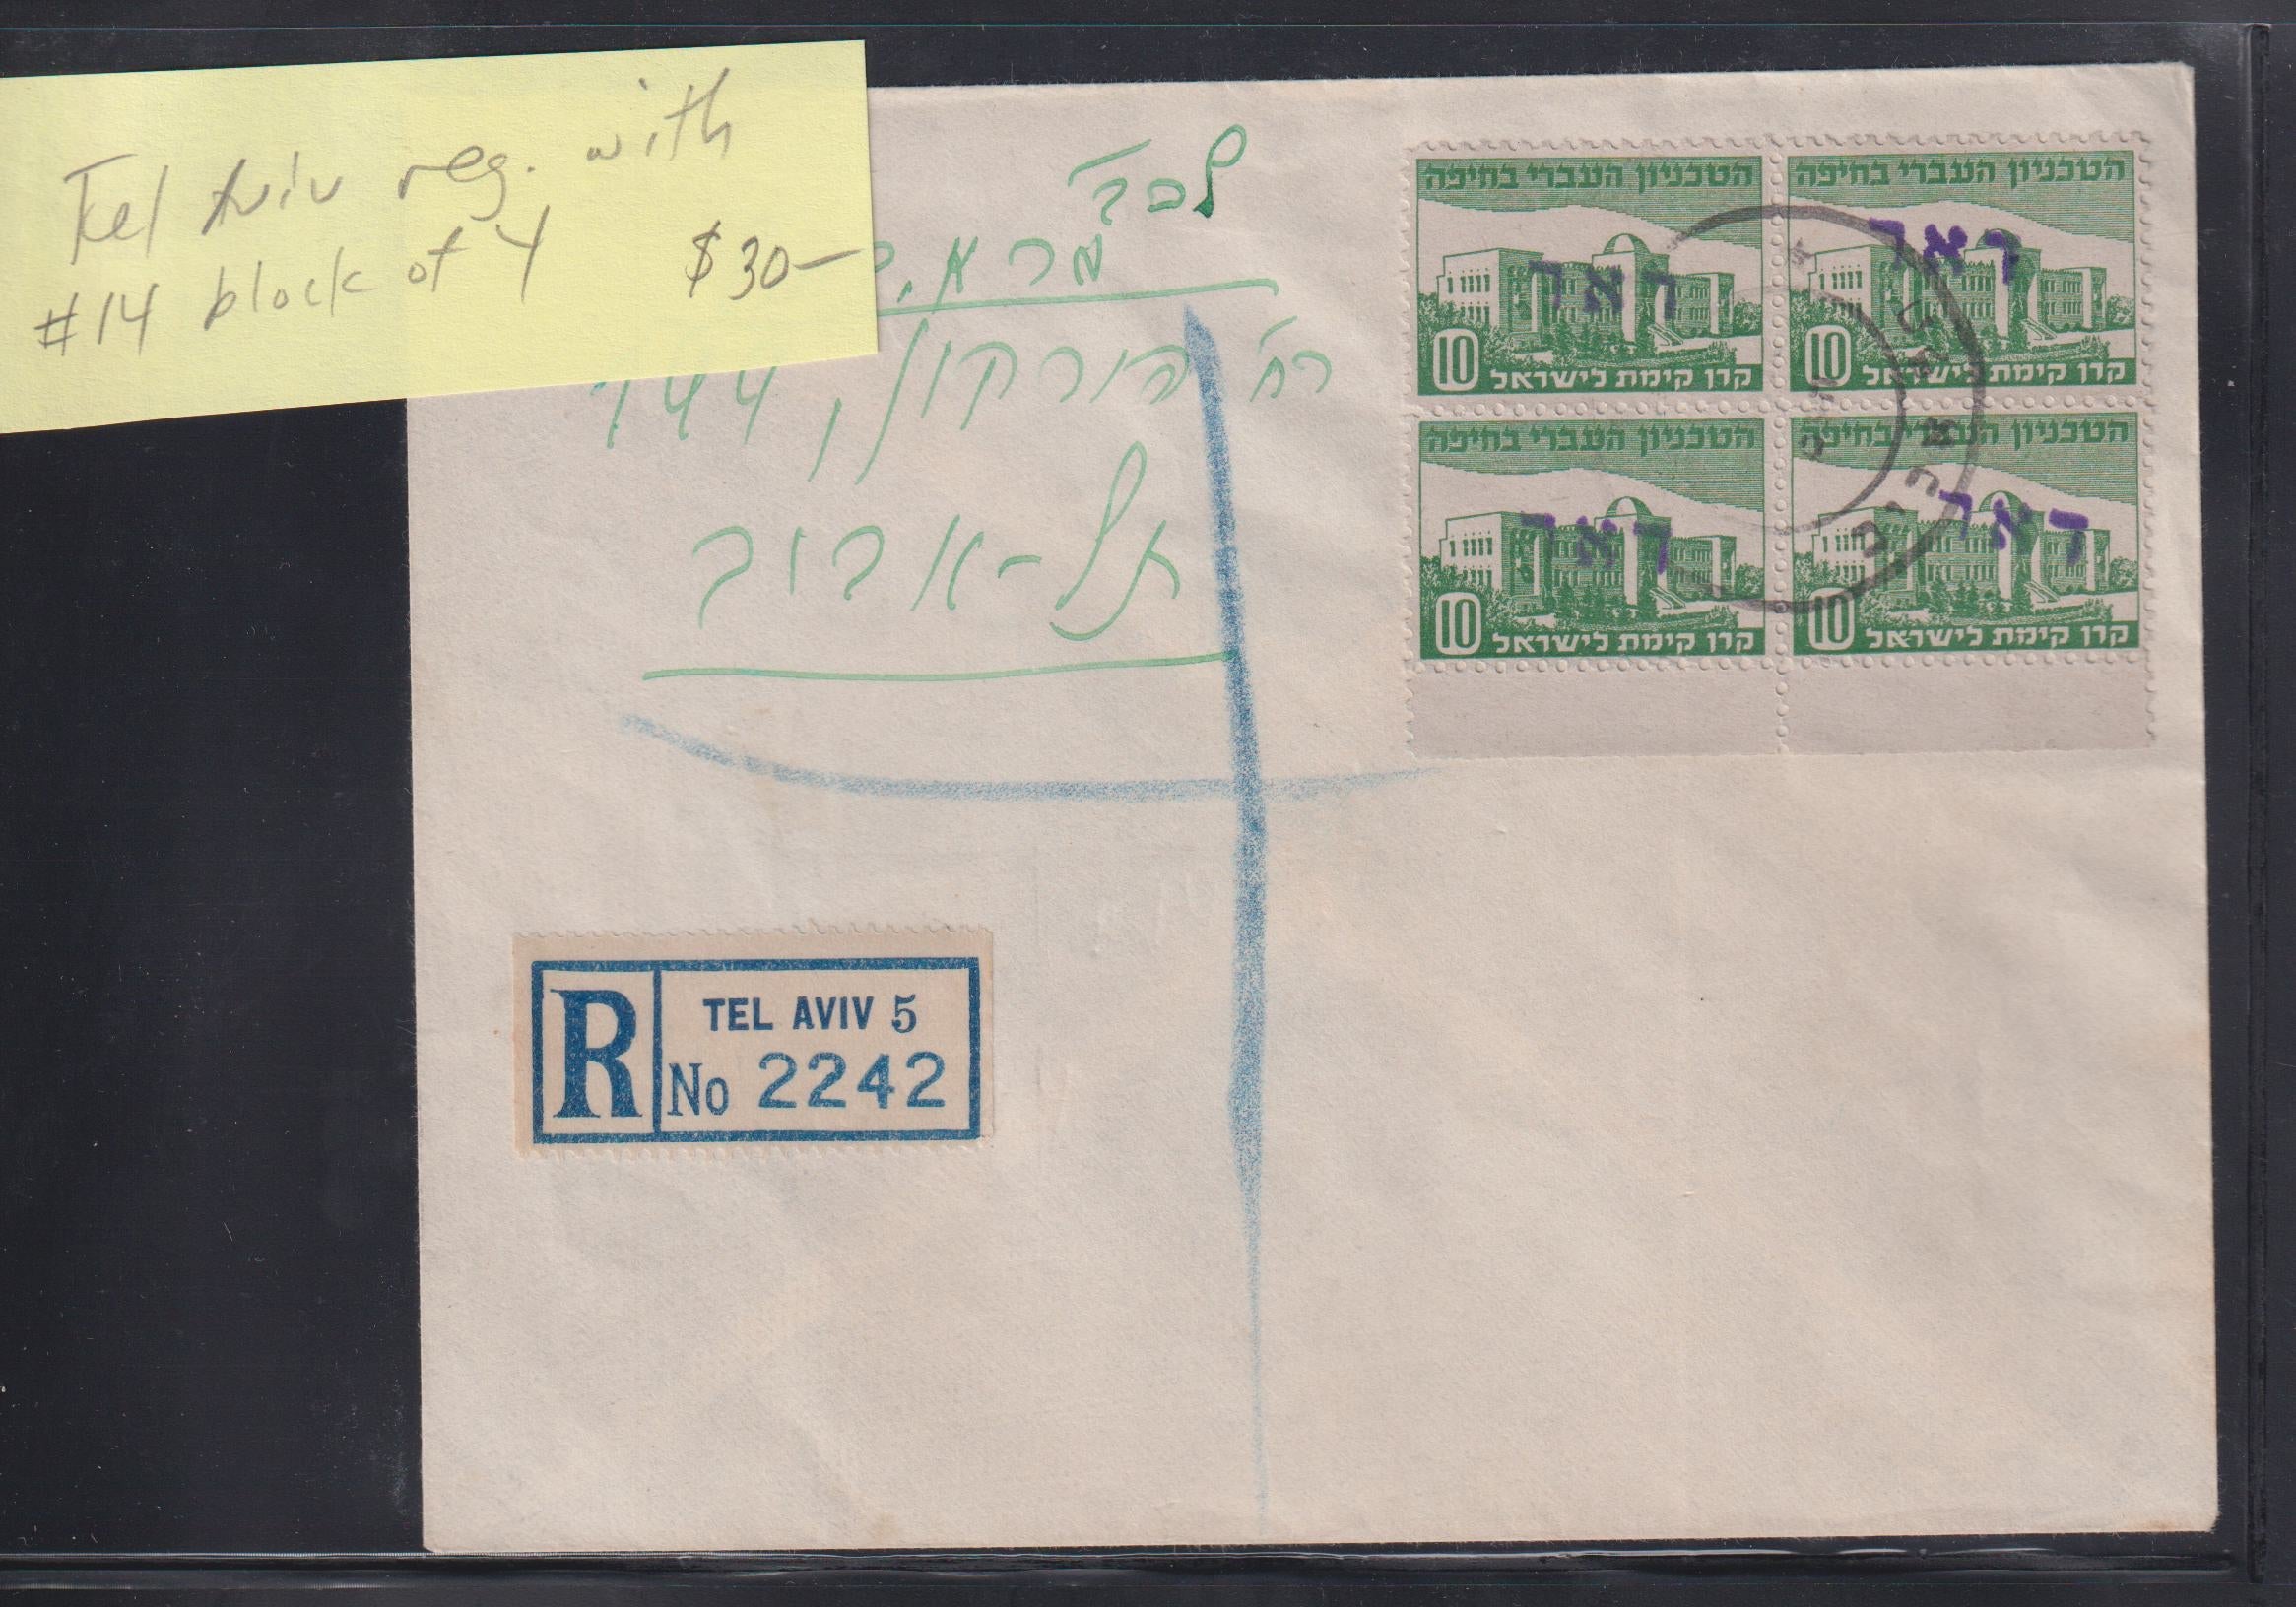 Tel Aviv reg. with
#14 block of 4 $30-
לכב'
מר א.
רח' הירקון, 144
תל-אביב
הטכניון העברי בחיפה
דאר
10 קרן קימת לישראל
הטכניון העברי בחיפה
דאר
10 קרן קימת לישראל
הטכניון העברי בחיפה
דאר
10 קרן קימת לישראל
הטכניון העברי בחיפה
דאר
10 קרן קימת לישראל
R
TEL AVIV 5
No 2242